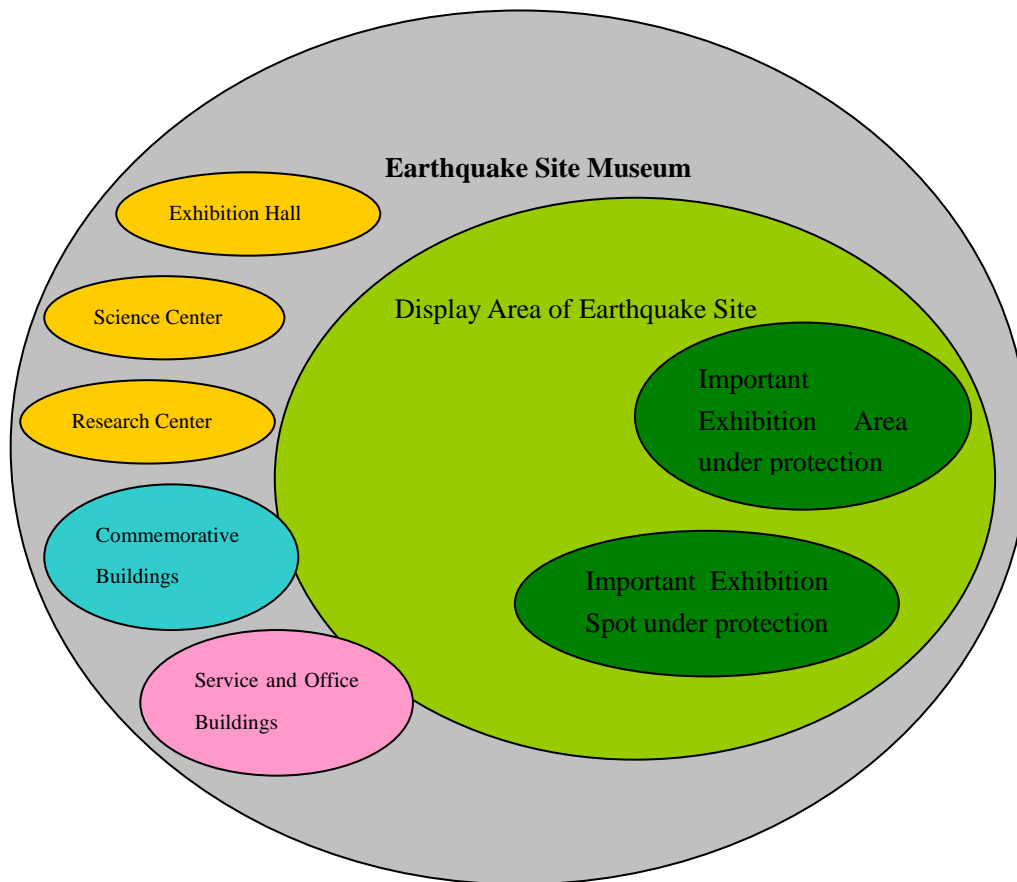 Earthquake Site Museum
Exhibition Hall
Science Center
Research Center
Commemorative
Buildings
Service and Office
Buildings
Display Area of Earthquake Site
Important
Exhibition Area
under protection
Important Exhibition
Spot under protection